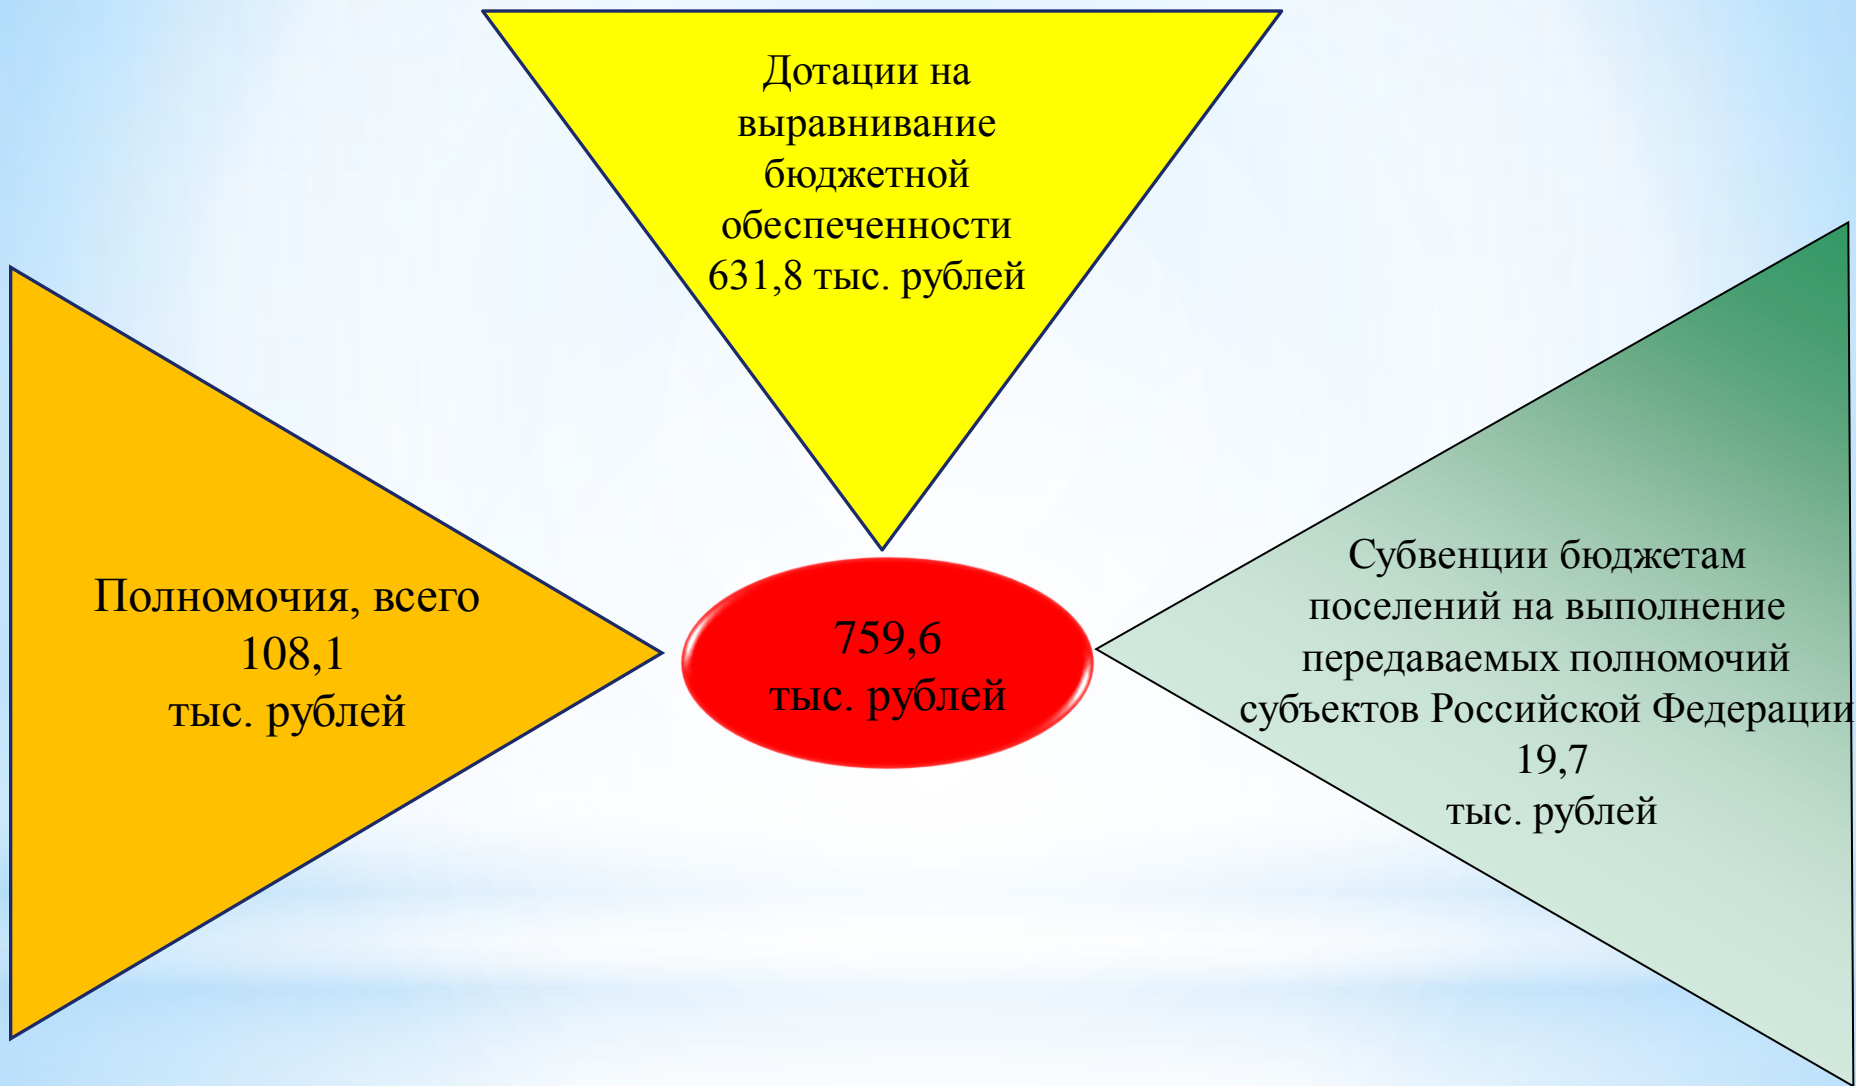 Дотации на
выравнивание
бюджетной
обеспеченности
631,8 тыс. рублей
Полномочия, всего
108,1
тыс. рублей
759,6
тыс. рублей
Субвенции бюджетам
поселений на выполнение
передаваемых полномочий
субъектов Российской Федерации
19,7
тыс. рублей